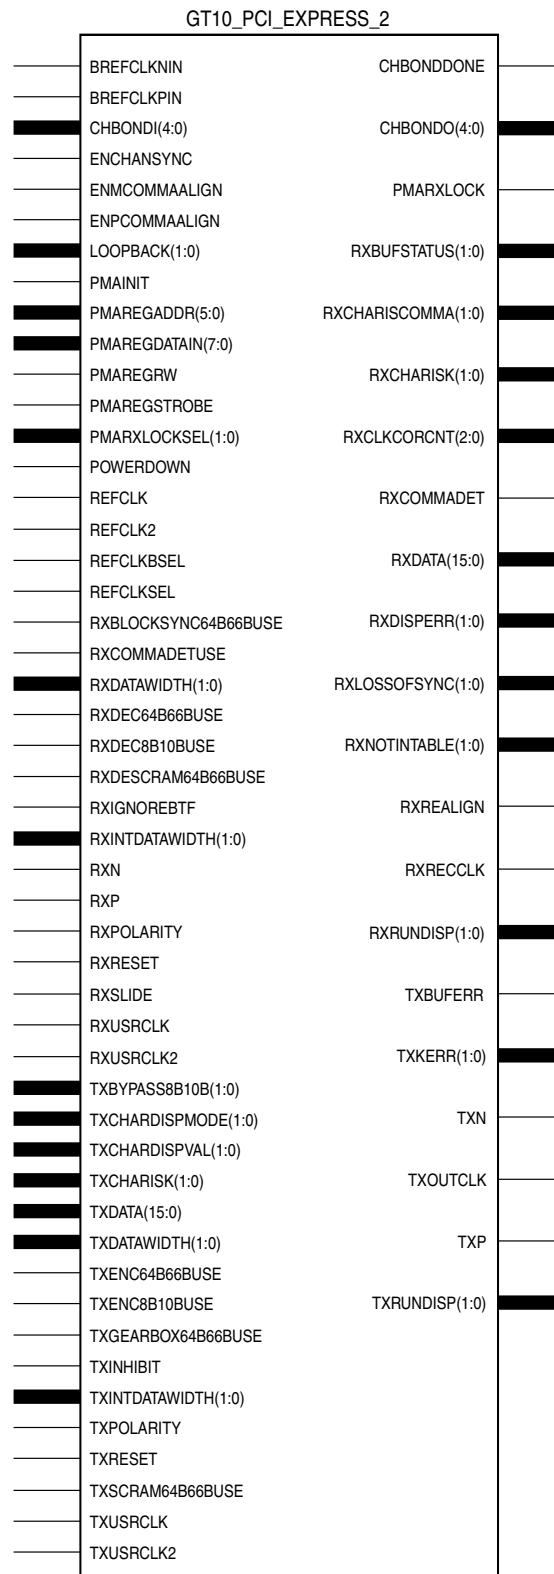 GT10_PCI_EXPRESS_2
BREFCLKNIN
CHBONDDONE
BREFCLKPIN
CHBONDI(4:0)
CHBONDO(4:0)
ENCHANSYNC
ENMCOMMAALIGN
PMARXLOCK
ENPCOMMAALIGN
LOOPBACK(1:0)
RXBUFSTATUS(1:0)
PMAINIT
PMAREGADDR(5:0)
RXCHARISCOMMA(1:0)
PMAREGDATAIN(7:0)
PMAREGRW
RXCHARISK(1:0)
PMAREGSTROBE
PMARXLOCKSEL(1:0)
RXCLKCORCNT(2:0)
POWERDOWN
REFCLK
RXCOMMADET
REFCLK2
REFCLKBSEL
RXDATA(15:0)
REFCLKSEL
RXBLOCKSYNC64B66BUSE
RXDISPERR(1:0)
RXCOMMADETUSE
RXDATAWIDTH(1:0)
RXLOSSOFSYNC(1:0)
RXDEC64B66BUSE
RXDEC8B10BUSE
RXNOTINTABLE(1:0)
RXDESCRAM64B66BUSE
RXIGNOREBTF
RXREALIGN
RXINTDATAWIDTH(1:0)
RXN
RXRECCLK
RXP
RXPOLARITY
RXRUNDISP(1:0)
RXRESET
RXSLIDE
TXBUFERR
RXUSRCLK
RXUSRCLK2
TXKERR(1:0)
TXBYPASS8B10B(1:0)
TXCHARDISPMODE(1:0)
TXN
TXCHARDISPVAL(1:0)
TXCHARISK(1:0)
TXOUTCLK
TXDATA(15:0)
TXDATAWIDTH(1:0)
TXP
TXENC64B66BUSE
TXENC8B10BUSE
TXRUNDISP(1:0)
TXGEARBOX64B66BUSE
TXINHIBIT
TXINTDATAWIDTH(1:0)
TXPOLARITY
TXRESET
TXSCRAM64B66BUSE
TXUSRCLK
TXUSRCLK2